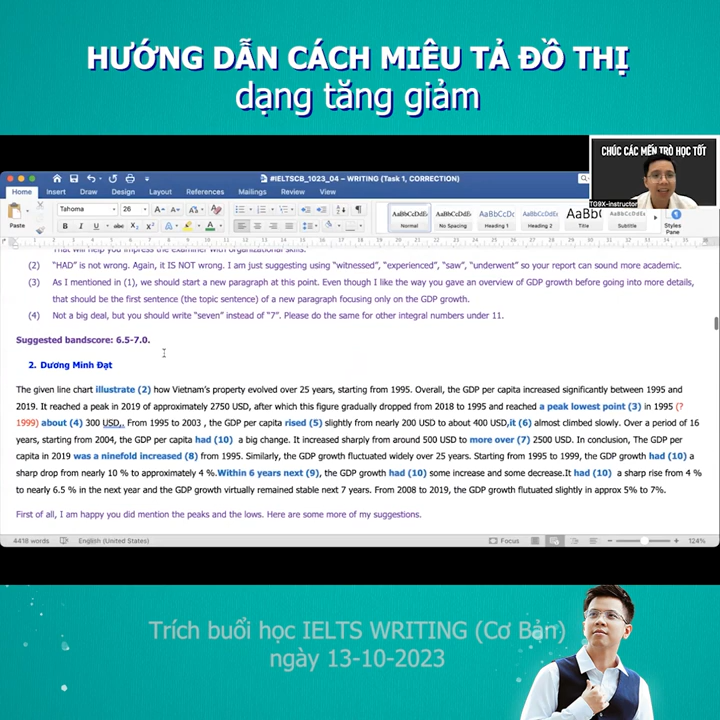 HƯỚNG DẪN CÁCH MIÊU TẢ ĐỒ THỊ
dạng tăng giảm
CHÚC CÁC MẾN TRÒ HỌC TỐT
TG9X-instructor
#IELTSCB_1023_04 – WRITING (Task 1, CORRECTION)
Home Insert Draw Design Layout References Mailings Review View
Paste
Tahoma 26
AaBbCcDdEe AaBbCcDdEe AaBbCcDc AaBbCcDdEe AaBbC AaBbCcDdEe
Normal No Spacing Heading 1 Heading 2 Title Subtitle
Styles Pane
That will help you impress the examiner with organizational skills.
(2) “HAD” is not wrong. Again, it IS NOT wrong. I am just suggesting using “witnessed”, “experienced”, “saw”, “underwent” so your report can sound more academic.
(3) As I mentioned in (1), we should start a new paragraph at this point. Even though I like the way you gave an overview of GDP growth before going into more details,
that should be the first sentence (the topic sentence) of a new paragraph focusing only on the GDP growth.
(4) Not a big deal, but you should write “seven” instead of “7”. Please do the same for other integral numbers under 11.
Suggested bandscore: 6.5-7.0.
2. Dương Minh Đạt
The given line chart illustrate (2) how Vietnam’s property evolved over 25 years, starting from 1995. Overall, the GDP per capita increased significantly between 1995 and
2019. It reached a peak in 2019 of approximately 2750 USD, after which this figure gradually dropped from 2018 to 1995 and reached a peak lowest point (3) in 1995 (?
1999) about (4) 300 USD,. From 1995 to 2003 , the GDP per capita rised (5) slightly from nearly 200 USD to about 400 USD,it (6) almost climbed slowly. Over a period of 16
years, starting from 2004, the GDP per capita had (10) a big change. It increased sharply from around 500 USD to more over (7) 2500 USD. In conclusion, The GDP per
capita in 2019 was a ninefold increased (8) from 1995. Similarly, the GDP growth fluctuated widely over 25 years. Starting from 1995 to 1999, the GDP growth had (10) a
sharp drop from nearly 10 % to approximately 4 %.Within 6 years next (9), the GDP growth had (10) some increase and some decrease.It had (10) a sharp rise from 4 %
to nearly 6.5 % in the next year and the GDP growth virtually remained stable next 7 years. From 2008 to 2019, the GDP growth flutuated slightly in approx 5% to 7%.
First of all, I am happy you did mention the peaks and the lows. Here are some more of my suggestions.
4418 words English (United States) Focus 124%
Trích buổi học IELTS WRITING (Cơ Bản)
ngày 13-10-2023